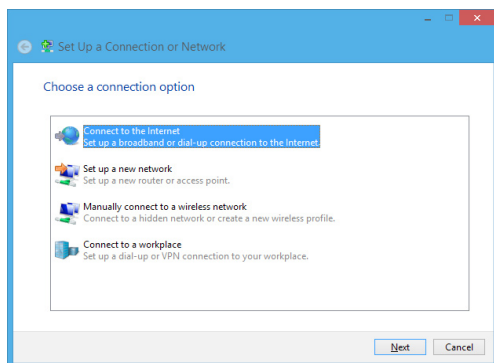 Set Up a Connection or Network
Choose a connection option
Connect to the Internet
Set up a broadband or dial-up connection to the Internet.
Set up a new network
Set up a new router or access point.
Manually connect to a wireless network
Connect to a hidden network or create a new wireless profile.
Connect to a workplace
Set up a dial-up or VPN connection to your workplace.
Next Cancel